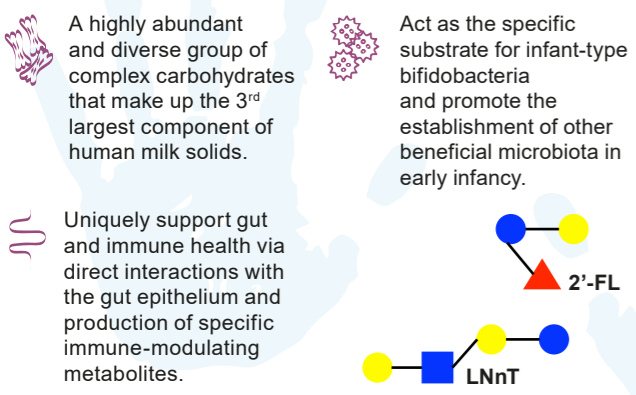 A highly abundant
and diverse group of
complex carbohydrates
that make up the 3rd
largest component of
human milk solids.
Act as the specific
substrate for infant-type
bifidobacteria
and promote the
establishment of other
beneficial microbiota in
early infancy.
Uniquely support gut
and immune health via
direct interactions with
the gut epithelium and
production of specific
immune-modulating
metabolites.
2’-FL
LNnT